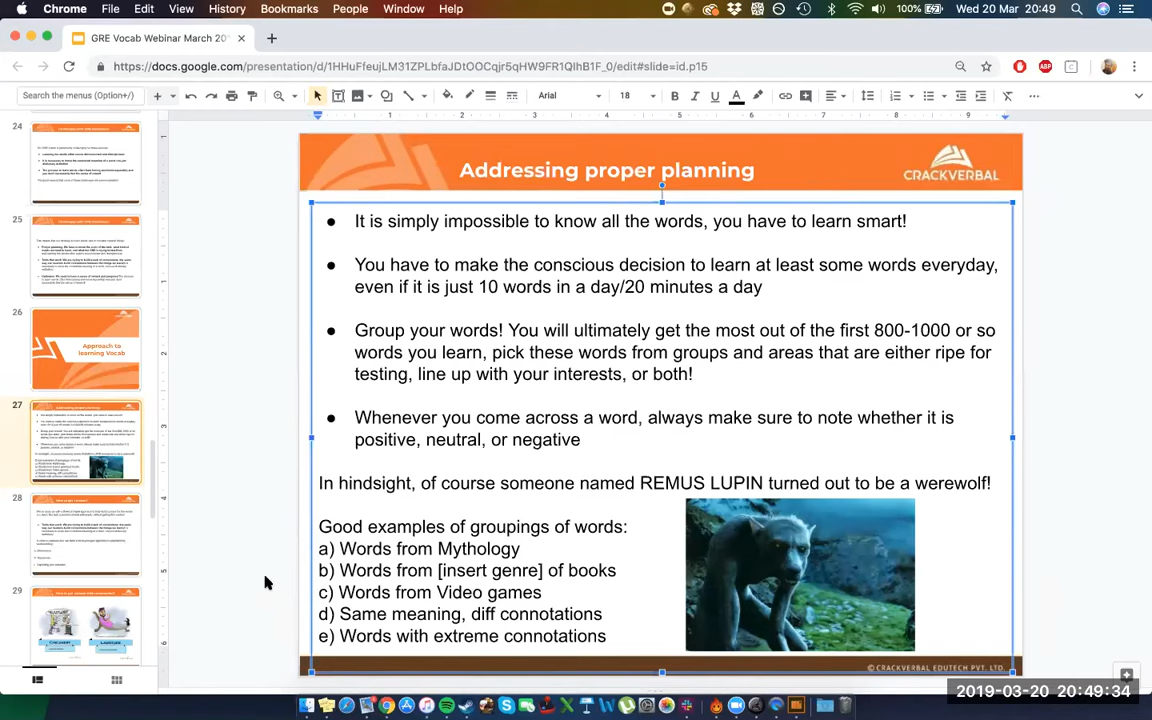 Chrome File Edit View History Bookmarks People Window Help 100% Wed 20 Mar 20:49
GRE Vocab Webinar March 20
https://docs.google.com/presentation/d/1HHuFfeujLM31ZPLbfaJDtOOCqjr5qHW9FR1QIhB1F_0/edit#slide=id.p15
Search the menus (Option+/) Arial 18
24
25
26
Approach to
learning Vocab
27
28
29
Addressing proper planning
CRACKVERBAL
● It is simply impossible to know all the words, you have to learn smart!
● You have to make the conscious decision to learn at least some words everyday,
even if it is just 10 words in a day/20 minutes a day
● Group your words! You will ultimately get the most out of the first 800-1000 or so
words you learn, pick these words from groups and areas that are either ripe for
testing, line up with your interests, or both!
● Whenever you come across a word, always make sure to note whether it is
positive, neutral, or negative
In hindsight, of course someone named REMUS LUPIN turned out to be a werewolf!
Good examples of groupings of words:
a) Words from Mythology
b) Words from [insert genre] of books
c) Words from Video games
d) Same meaning, diff connotations
e) Words with extreme connotations
© CRACKVERBAL EDUTECH PVT. LTD.
2019-03-20 20:49:34